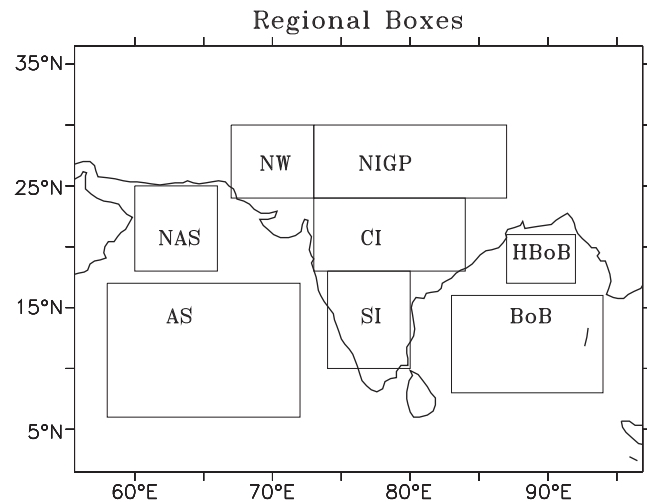 Regional Boxes
35°N
NW NIGP
25°N
NAS CI HBoB
15°N AS SI BoB
5°N
60°E 70°E 80°E 90°E